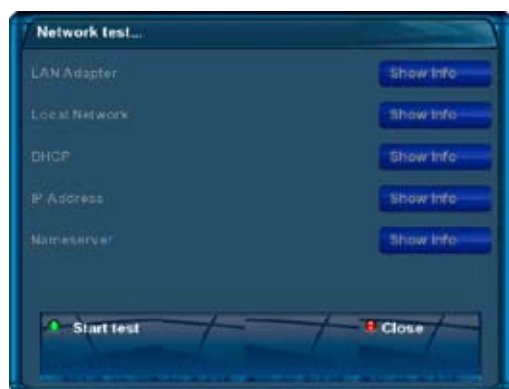 Network test...
LAN Adapter Show Info
Local Network Show Info
DHCP Show Info
IP Address Show Info
Nameserver Show Info
Start test Close